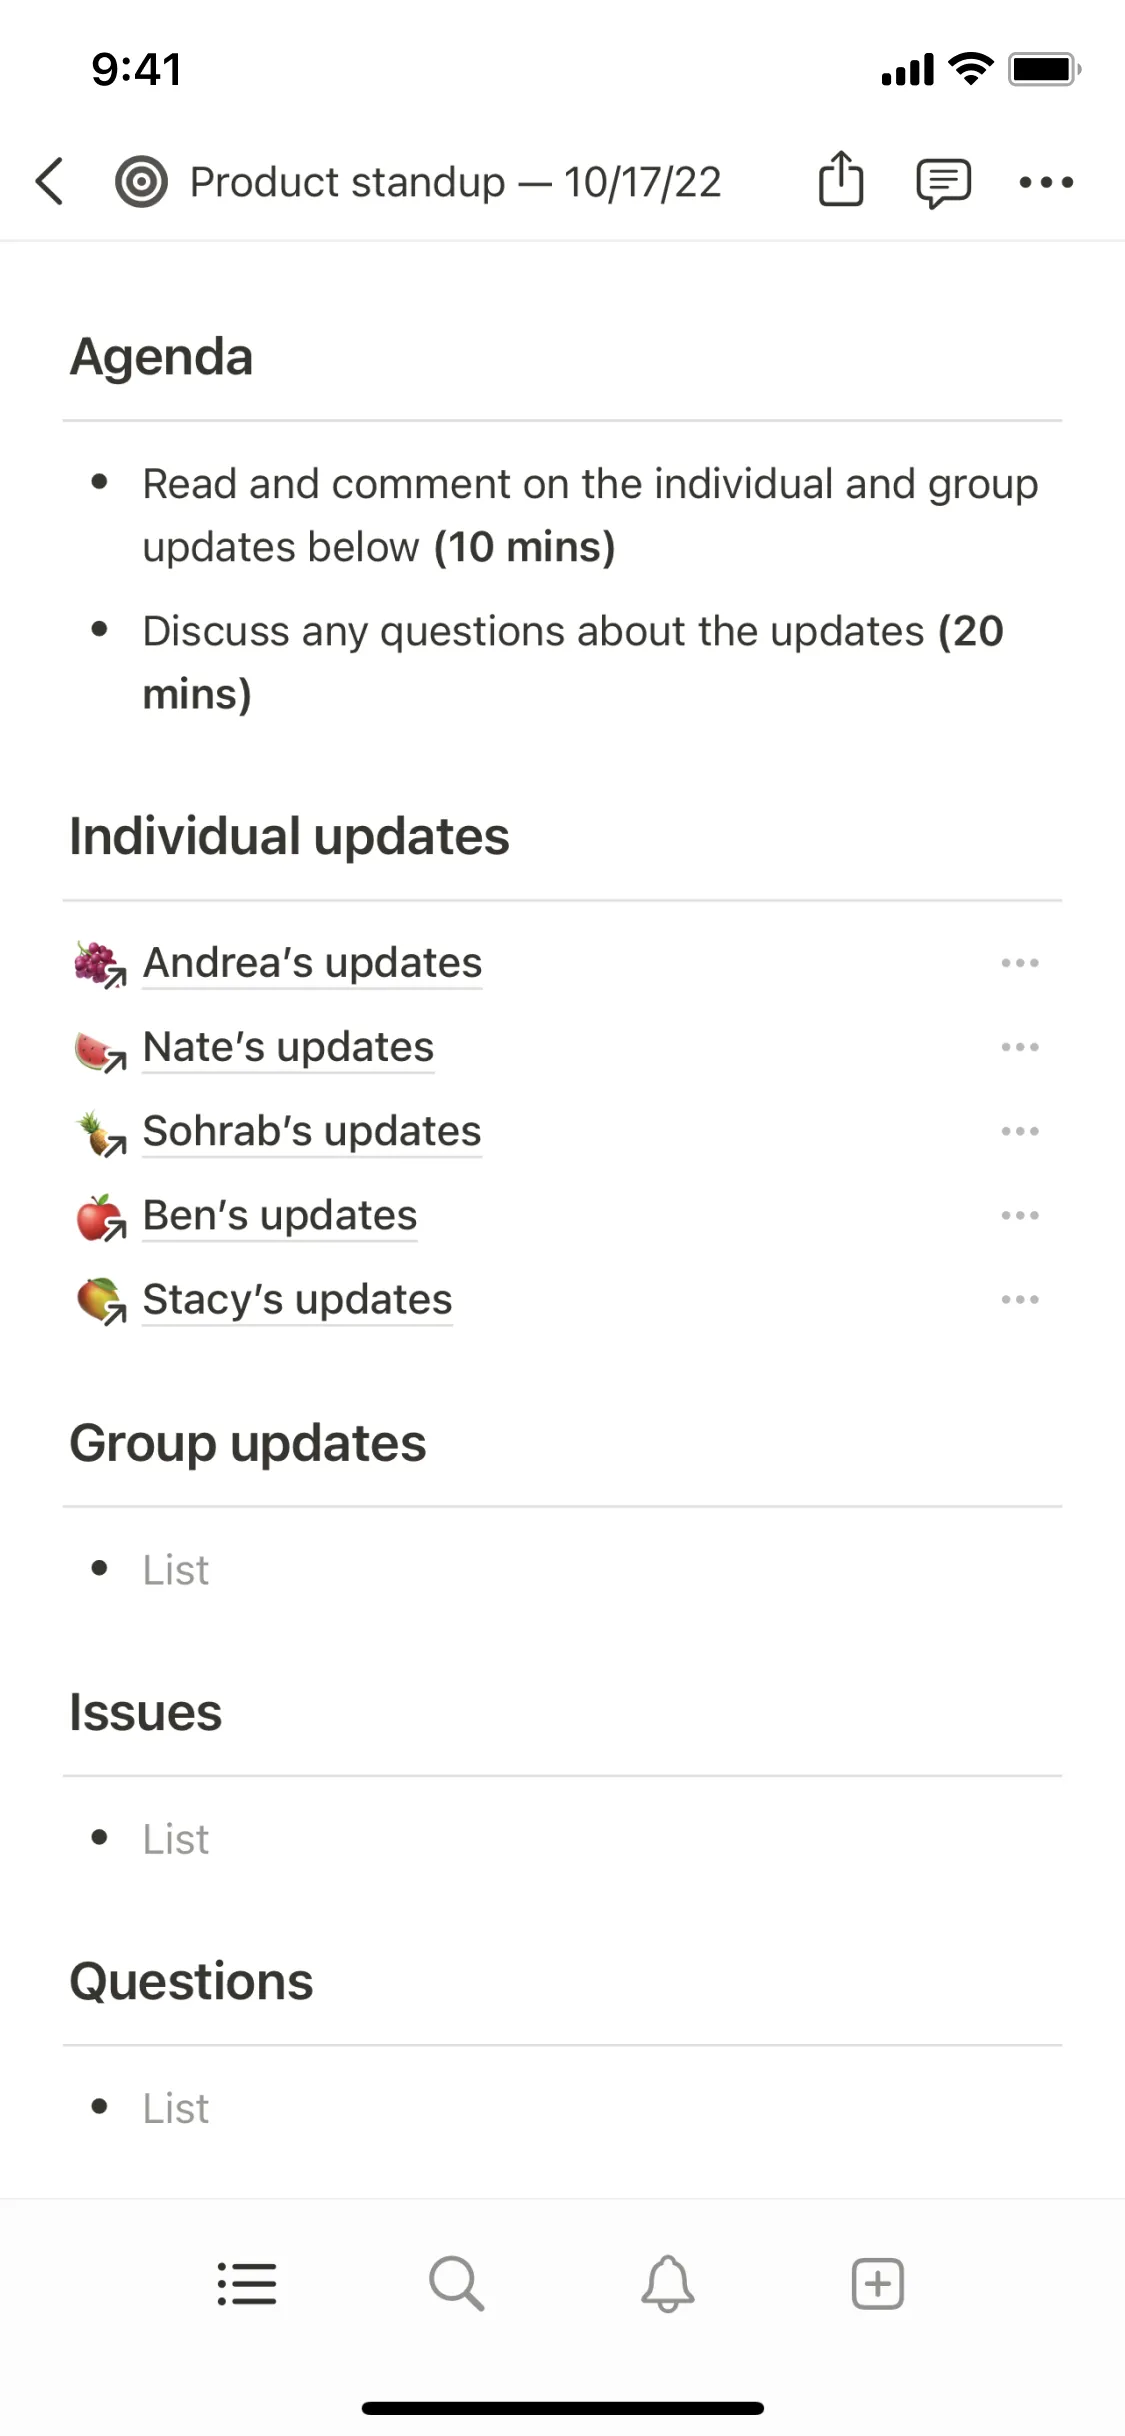 9:41
Product standup — 10/17/22
Agenda
• Read and comment on the individual and group
updates below (10 mins)
• Discuss any questions about the updates (20
mins)
Individual updates
Andrea’s updates
Nate’s updates
Sohrab’s updates
Ben’s updates
Stacy’s updates
Group updates
• List
Issues
• List
Questions
• List